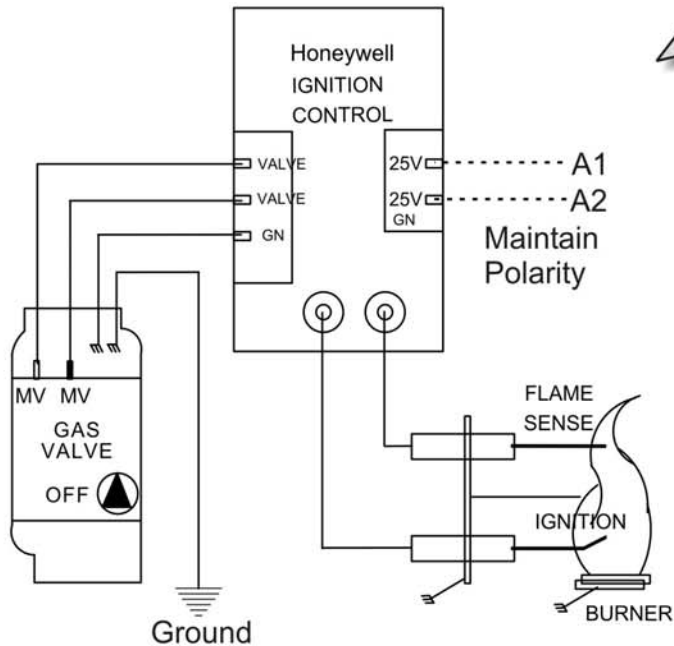 Honeywell
IGNITION
CONTROL
VALVE
VALVE
GN
25V
25V
GN
A1
A2
Maintain
Polarity
MV MV
GAS
VALVE
OFF
Ground
FLAME
SENSE
IGNITION
BURNER